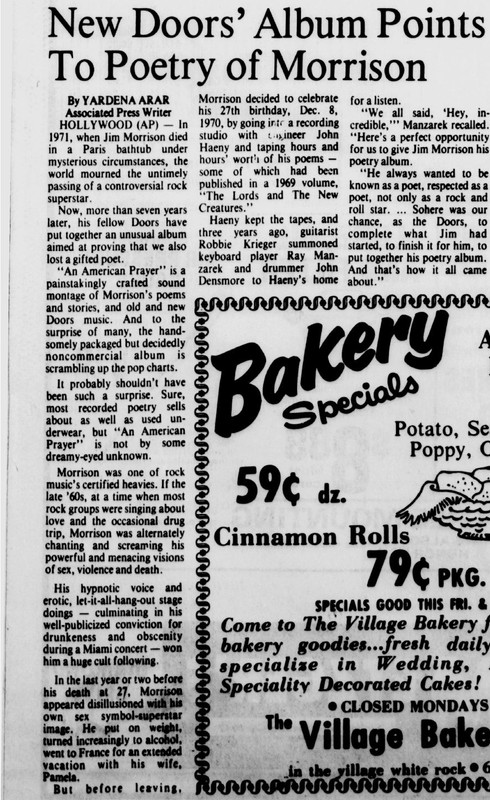 New Doors' Album Points
To Poetry of Morrison
By YARDENA ARAR
Associated Press Writer
HOLLYWOOD (AP) — In
1971, when Jim Morrison died
in a Paris bathtub under
mysterious circumstances, the
world mourned the untimely
passing of a controversial rock
superstar.
Now, more than seven years
later, his fellow Doors have
put together an unusual album
aimed at proving that we also
lost a gifted poet.
"An American Prayer" is a
painstakingly crafted sound
montage of Morrison's poems
and stories, and old and new
Doors music. And to the
surprise of many, the hand-
somely packaged but decidedly
noncommercial album is
scrambling up the pop charts.
It probably shouldn't have
been such a surprise. Sure,
most recorded poetry sells
about as well as used un-
derwear, but "An American
Prayer" is not by some
dreamy-eyed unknown.
Morrison was one of rock
music's certified heavies. If the
late '60s, at a time when most
rock groups were singing about
love and the occasional drug
trip, Morrison was alternately
chanting and screaming his
powerful and menacing visions
of sex, violence and death.
His hypnotic voice and
erotic, let-it-all-hang-out stage
doings — culminating in his
well-publicized conviction for
drunkeness and obscenity
during a Miami concert — won
him a huge cult following.
In the last year or two before
his death at 27, Morrison
appeared disillusioned with his
own sex symbol-superstar
image. He put on weight,
turned increasingly to alcohol,
went to France for an extended
vacation with his wife,
Pamela.
But before leaving,
Morrison decided to celebrate
his 27th birthday, Dec. 8,
1970, by going into a recording
studio with engineer John
Haeny and taping hours and
hours' worth of his poems —
some of which had been
published in a 1969 volume,
"The Lords and The New
Creatures."
Haeny kept the tapes, and
three years ago, guitarist
Robbie Krieger summoned
keyboard player Ray Man-
zarek and drummer John
Densmore to Haeny's home
for a listen.
"We all said, 'Hey, in-
credible,'" Manzarek recalled.
"Here's a perfect opportunity
for us to give Jim Morrison his
poetry album.
"He always wanted to be
known as a poet, respected as a
poet, not only as a rock and
roll star. ... Sohere was our
chance, as the Doors, to
complete what Jim had
started, to finish it for him, to
put together his poetry album.
And that's how it all came
about."
Bakery
Specials
A
Potato, Se
Poppy, C
59¢ dz.
Cinnamon Rolls
79¢ PKG.
SPECIALS GOOD THIS FRI. &
Come to The Village Bakery f
bakery goodies...fresh daily
specialize in Wedding,
Speciality Decorated Cakes!
• CLOSED MONDAYS
The Village Bake
in the village white rock • 6